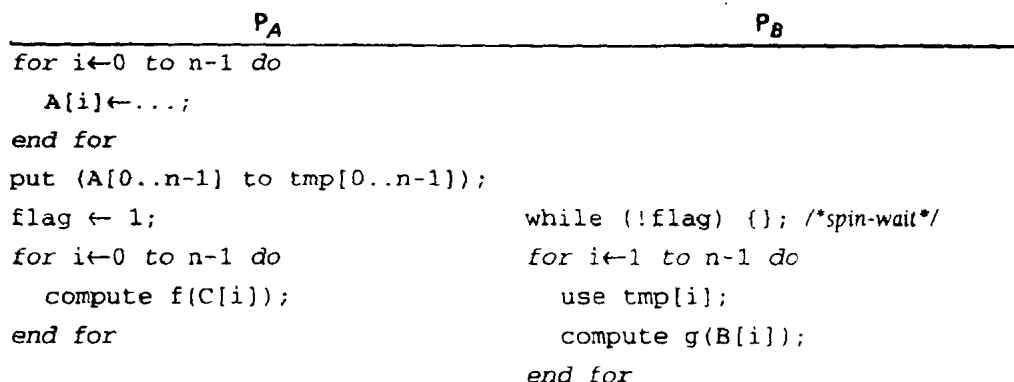 P_A P_B
for i←0 to n-1 do
A[i]←...;
end for
put (A[0..n-1] to tmp[0..n-1]);
flag ← 1; while (!flag) {}; /*spin-wait*/
for i←0 to n-1 do for i←1 to n-1 do
compute f(C[i]); use tmp[i];
end for compute g(B[i]);
end for